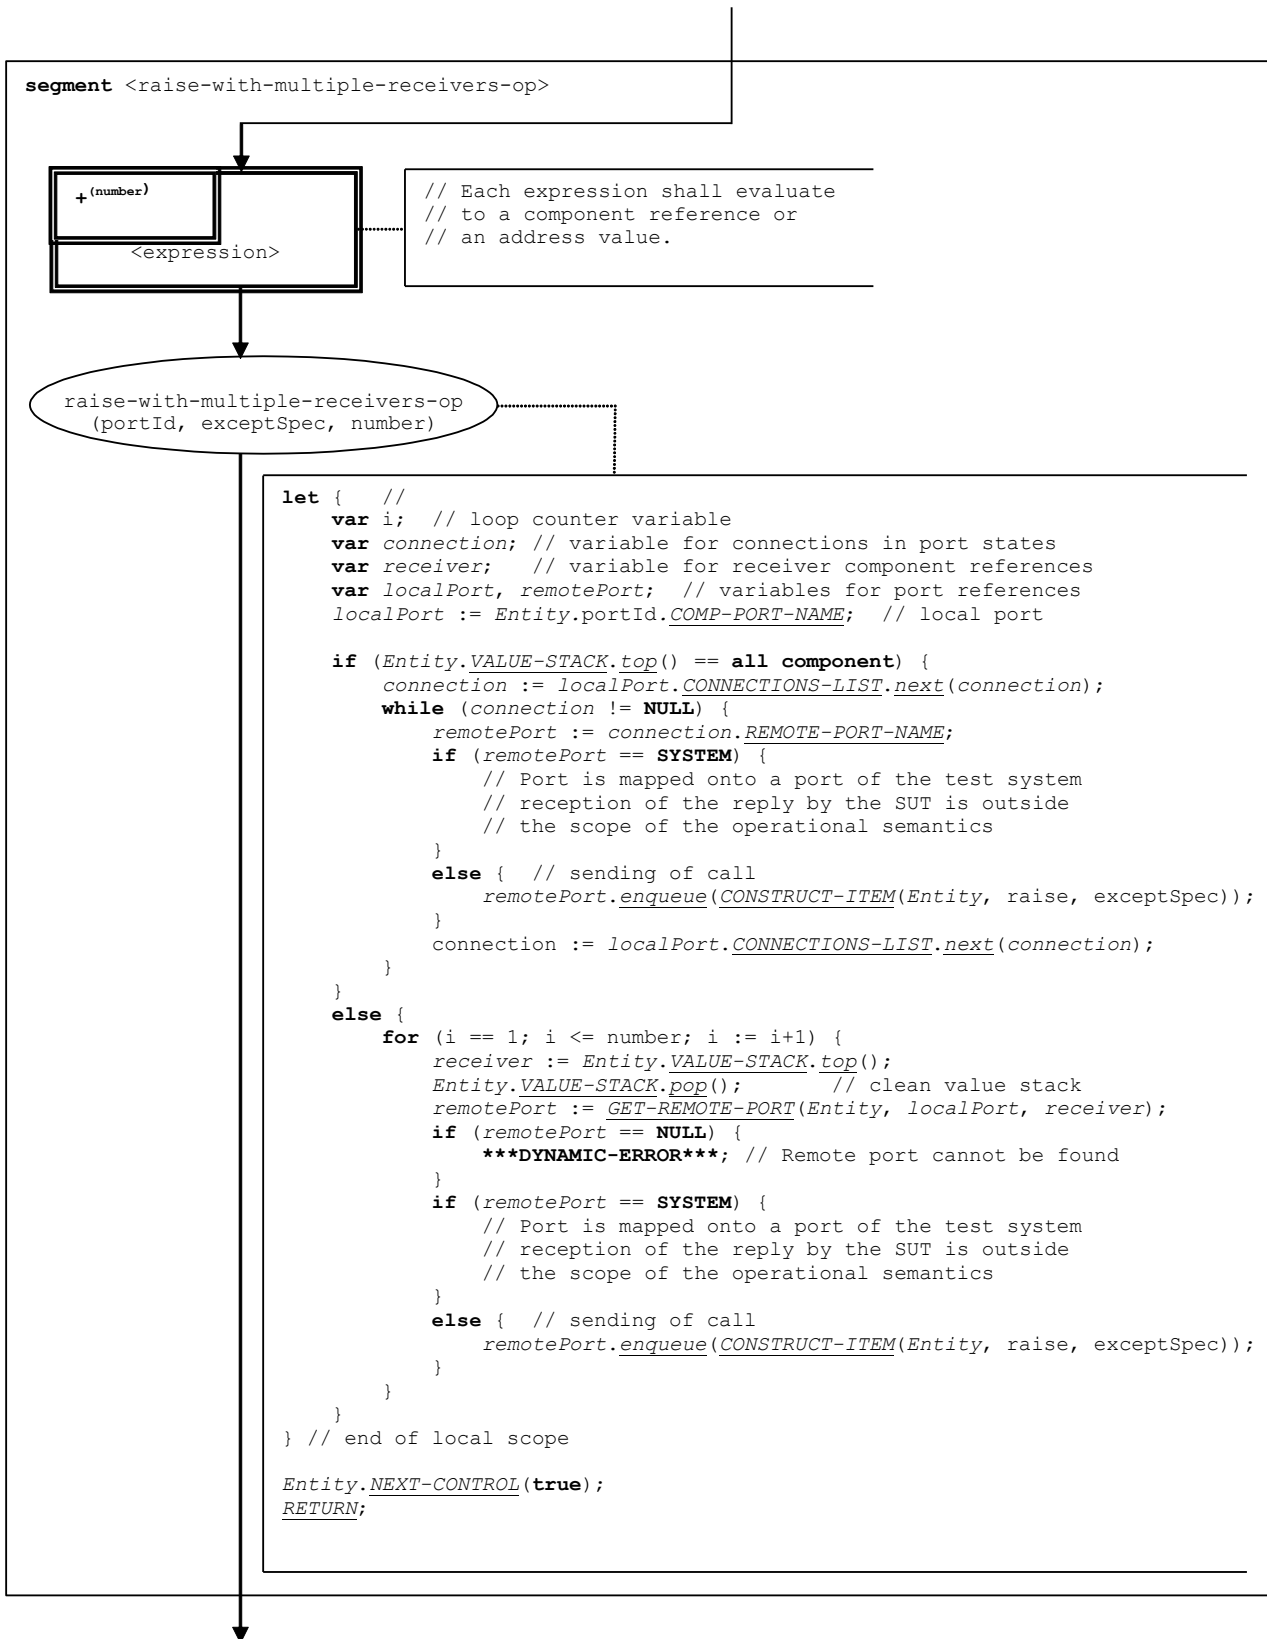 segment <raise-with-multiple-receivers-op>
+(number)
<expression>
// Each expression shall evaluate
// to a component reference or
// an address value.
raise-with-multiple-receivers-op
(portId, exceptSpec, number)
let {   //
    var i;  // loop counter variable
    var connection; // variable for connections in port states
    var receiver;   // variable for receiver component references
    var localPort, remotePort;  // variables for port references
    localPort := Entity.portId.COMP-PORT-NAME;  // local port
    if (Entity.VALUE-STACK.top() == all component) {
        connection := localPort.CONNECTIONS-LIST.next(connection);
        while (connection != NULL) {
            remotePort := connection.REMOTE-PORT-NAME;
            if (remotePort == SYSTEM) {
                // Port is mapped onto a port of the test system
                // reception of the reply by the SUT is outside
                // the scope of the operational semantics
            }
            else {  // sending of call
                remotePort.enqueue(CONSTRUCT-ITEM(Entity, raise, exceptSpec));
            }
            connection := localPort.CONNECTIONS-LIST.next(connection);
        }
    }
    else {
        for (i == 1; i <= number; i := i+1) {
            receiver := Entity.VALUE-STACK.top();
            Entity.VALUE-STACK.pop();       // clean value stack
            remotePort := GET-REMOTE-PORT(Entity, localPort, receiver);
            if (remotePort == NULL) {
                ***DYNAMIC-ERROR***; // Remote port cannot be found
            }
            if (remotePort == SYSTEM) {
                // Port is mapped onto a port of the test system
                // reception of the reply by the SUT is outside
                // the scope of the operational semantics
            }
            else {  // sending of call
                remotePort.enqueue(CONSTRUCT-ITEM(Entity, raise, exceptSpec));
            }
        }
    }
} // end of local scope
Entity.NEXT-CONTROL(true);
RETURN;